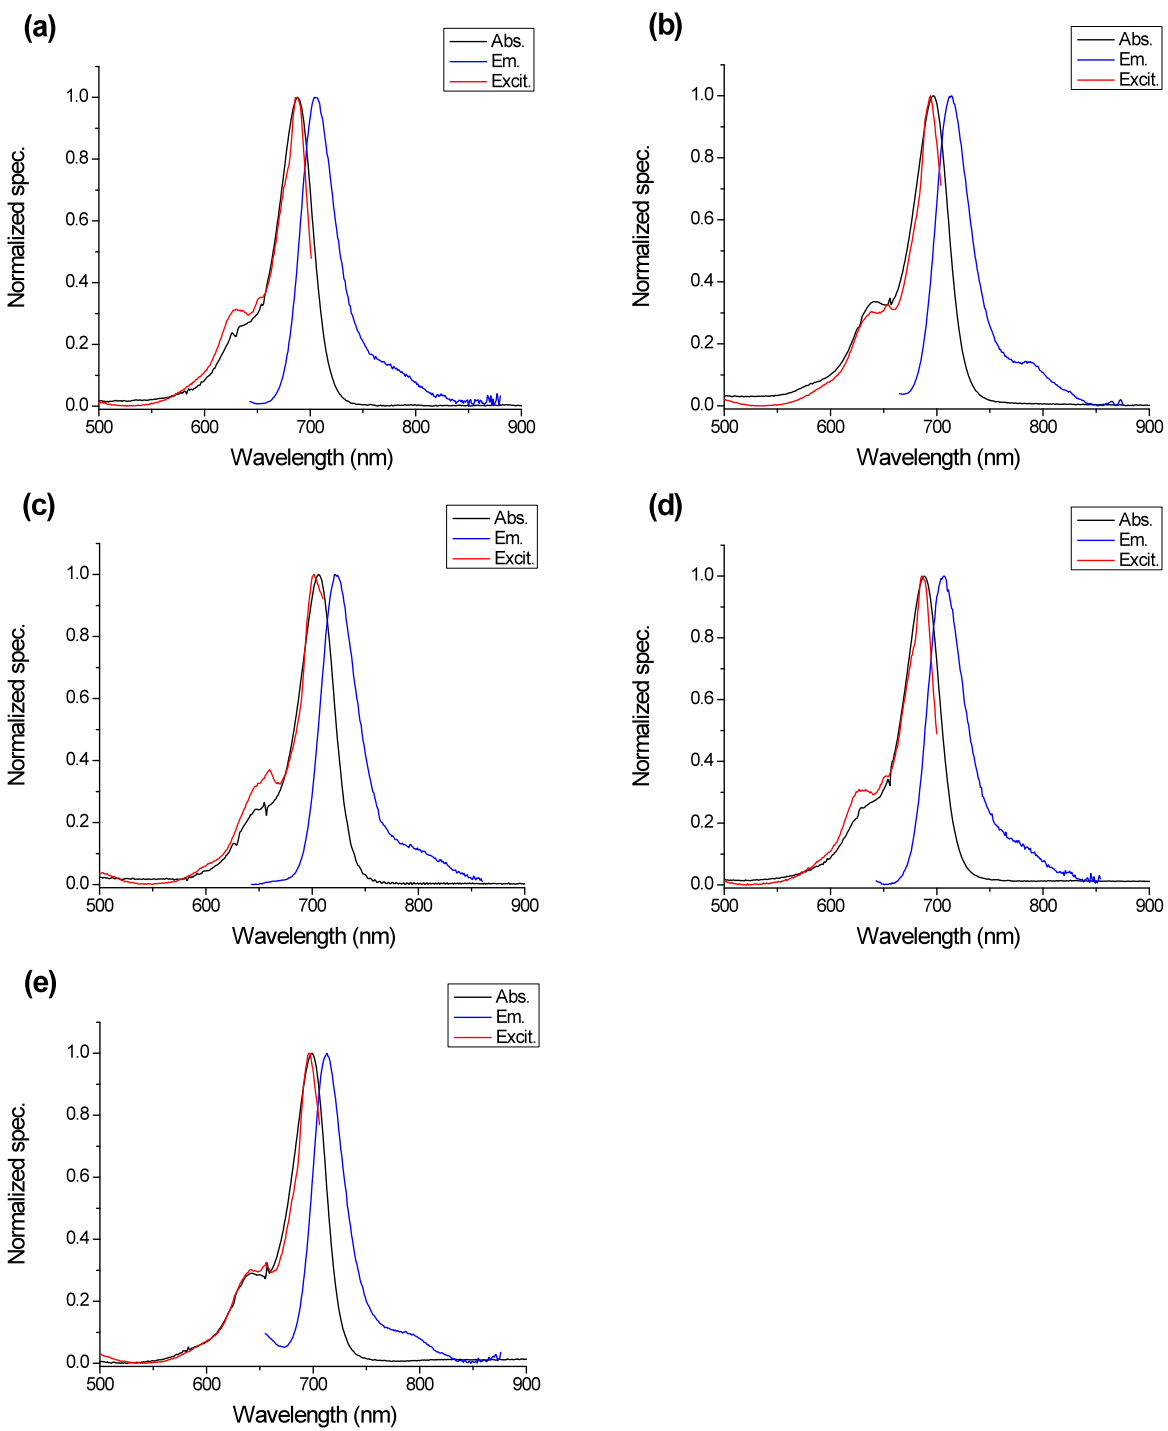 (a)
Abs.
Em.
Excit.
Normalized spec.
1.0
0.8
0.6
0.4
0.2
0.0
500 600 700 800 900
Wavelength (nm)
(b)
Abs.
Em.
Excit.
Normalized spec.
1.0
0.8
0.6
0.4
0.2
0.0
500 600 700 800 900
Wavelength (nm)
(c)
Abs.
Em.
Excit.
Normalized spec.
1.0
0.8
0.6
0.4
0.2
0.0
500 600 700 800 900
Wavelength (nm)
(d)
Abs.
Em.
Excit.
Normalized spec.
1.0
0.8
0.6
0.4
0.2
0.0
500 600 700 800 900
Wavelength (nm)
(e)
Abs.
Em.
Excit.
Normalized spec.
1.0
0.8
0.6
0.4
0.2
0.0
500 600 700 800 900
Wavelength (nm)